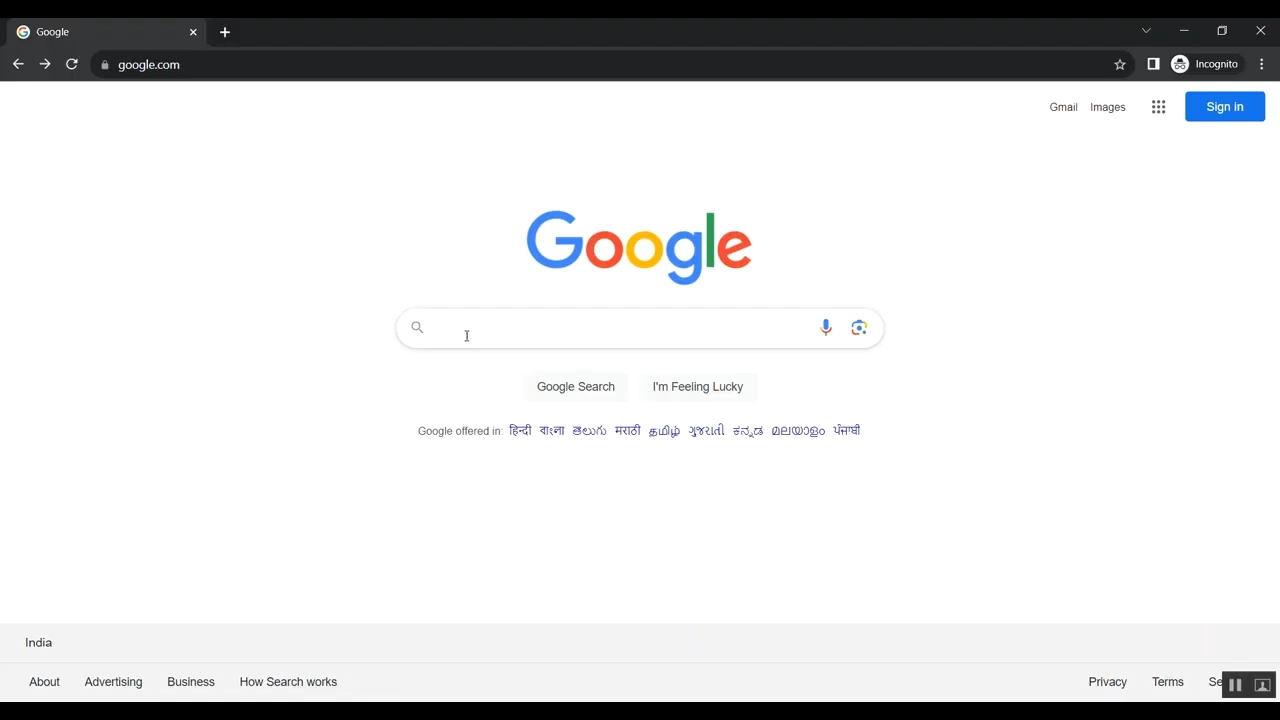 Google
google.com
Incognito
Gmail Images Sign in
Google
Google Search I'm Feeling Lucky
Google offered in: हिन्दी বাংলা తెలుగు मराठी தமிழ் ગુજરાતી ಕನ್ನಡ മലയാളം ਪੰਜਾਬੀ
India
About Advertising Business How Search works Privacy Terms Se